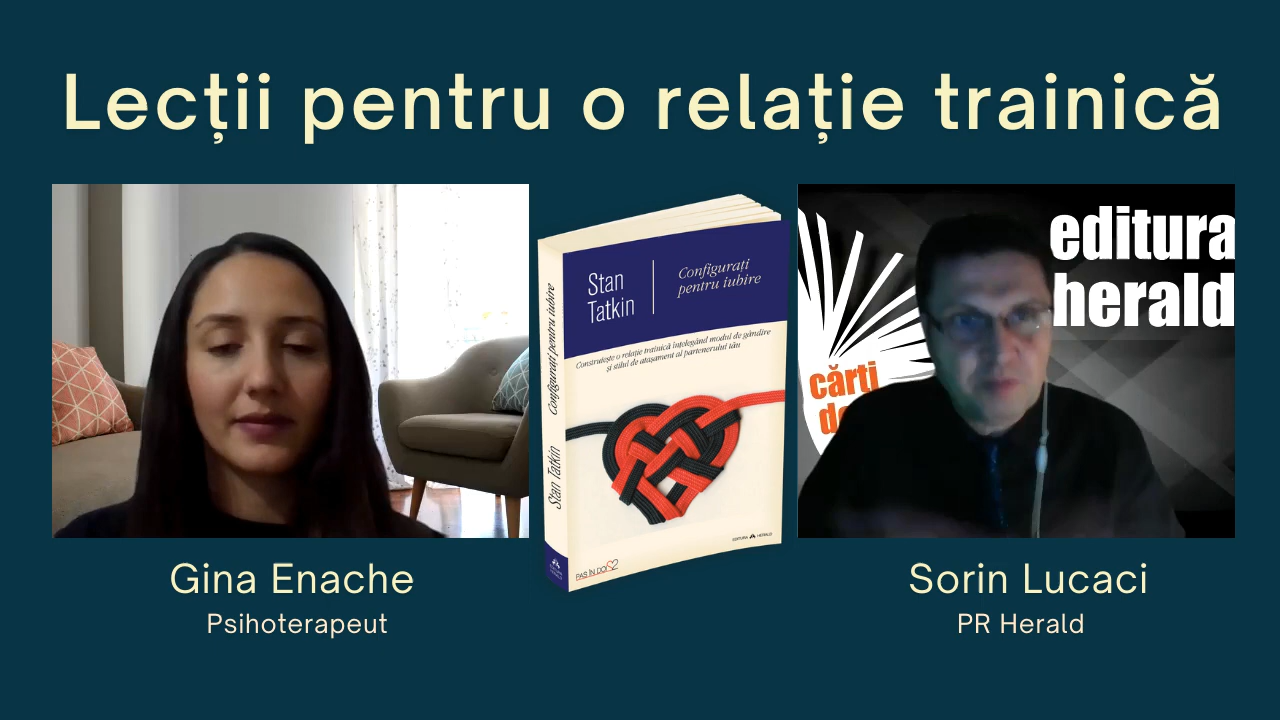 Lecții pentru o relație trainică
editura
herald
cărți
Stan
Tatkin
Configurați
pentru iubire
Construiește o relație trainică înțelegând modul de gândire
și stilul de atașament al partenerului tău
Configurați pentru iubire
Stan Tatkin
PAS ÎN DOI
EDITURA HERALD
Gina Enache
Psihoterapeut
Sorin Lucaci
PR Herald